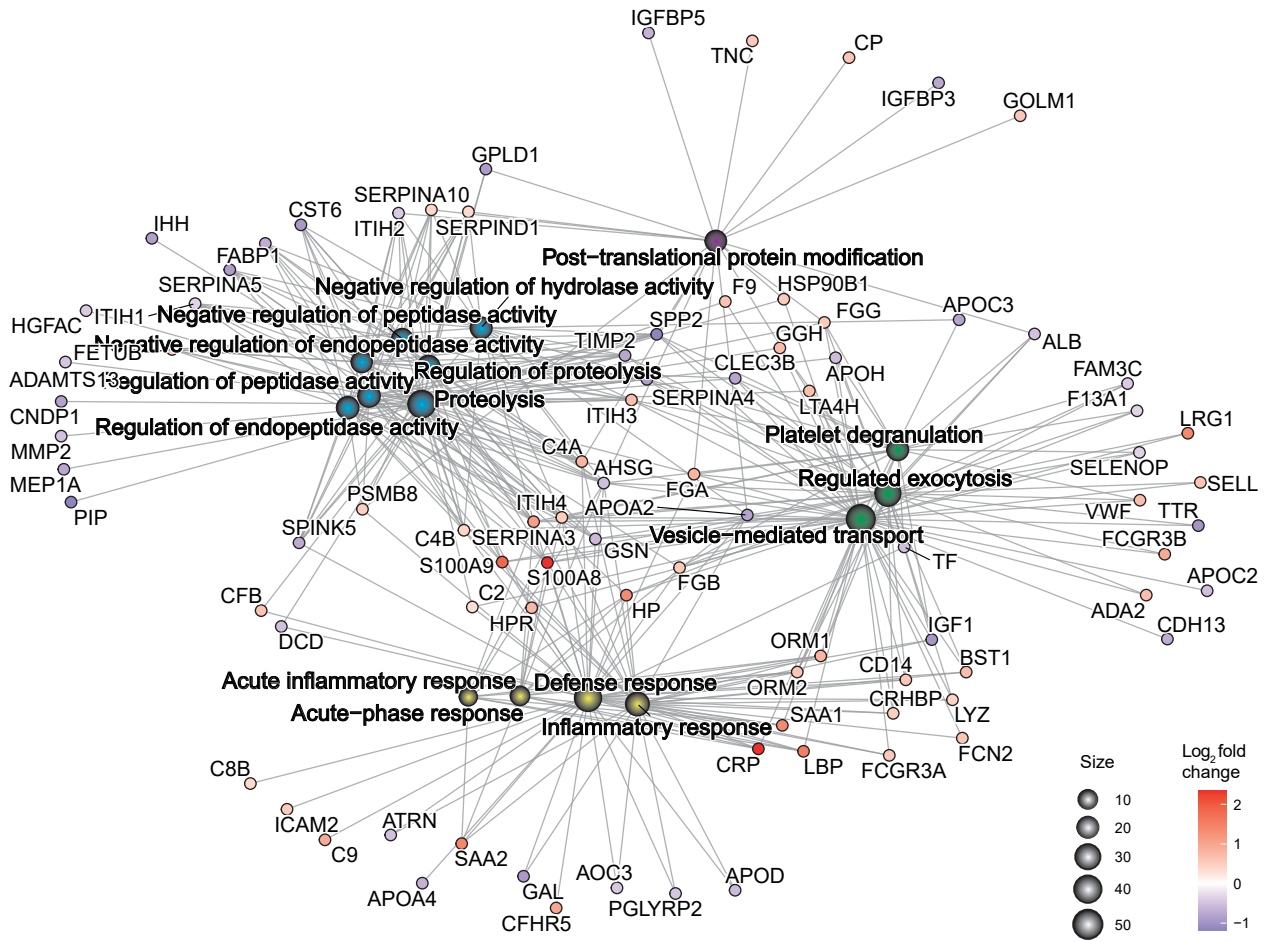 IGFBP5
TNC
CP
IGFBP3
GOLM1
GPLD1
SERPINA10
CST6
ITIH2
SERPIND1
IHH
FABP1
Post−translational protein modification
SERPINA5
Negative regulation of hydrolase activity
F9
HSP90B1
HGFAC
ITIH1
Negative regulation of peptidase activity
SPP2
FGG
APOC3
FETUB
Negative regulation of endopeptidase activity
TIMP2
GGH
ALB
ADAMTS13
Regulation of peptidase activity
Regulation of proteolysis
CLEC3B
APOH
FAM3C
CNDP1
Proteolysis
SERPINA4
F13A1
ITIH3
LTA4H
LRG1
Regulation of endopeptidase activity
Platelet degranulation
MMP2
C4A
AHSG
SELENOP
MEP1A
FGA
Regulated exocytosis
SELL
PSMB8
ITIH4
APOA2
VWF
TTR
PIP
SPINK5
C4B
SERPINA3
Vesicle−mediated transport
FCGR3B
GSN
TF
S100A9
S100A8
FGB
APOC2
CFB
C2
HP
ADA2
HPR
CDH13
DCD
ORM1
IGF1
Acute inflammatory response
Defense response
CD14
BST1
ORM2
Acute−phase response
CRHBP
LYZ
Inflammatory response
SAA1
FCN2
CRP
LBP
FCGR3A
C8B
ICAM2
ATRN
C9
SAA2
APOA4
GAL
AOC3
APOD
CFHR5
PGLYRP2
Size
10
20
30
40
50
Log2 fold
change
2
1
0
−1